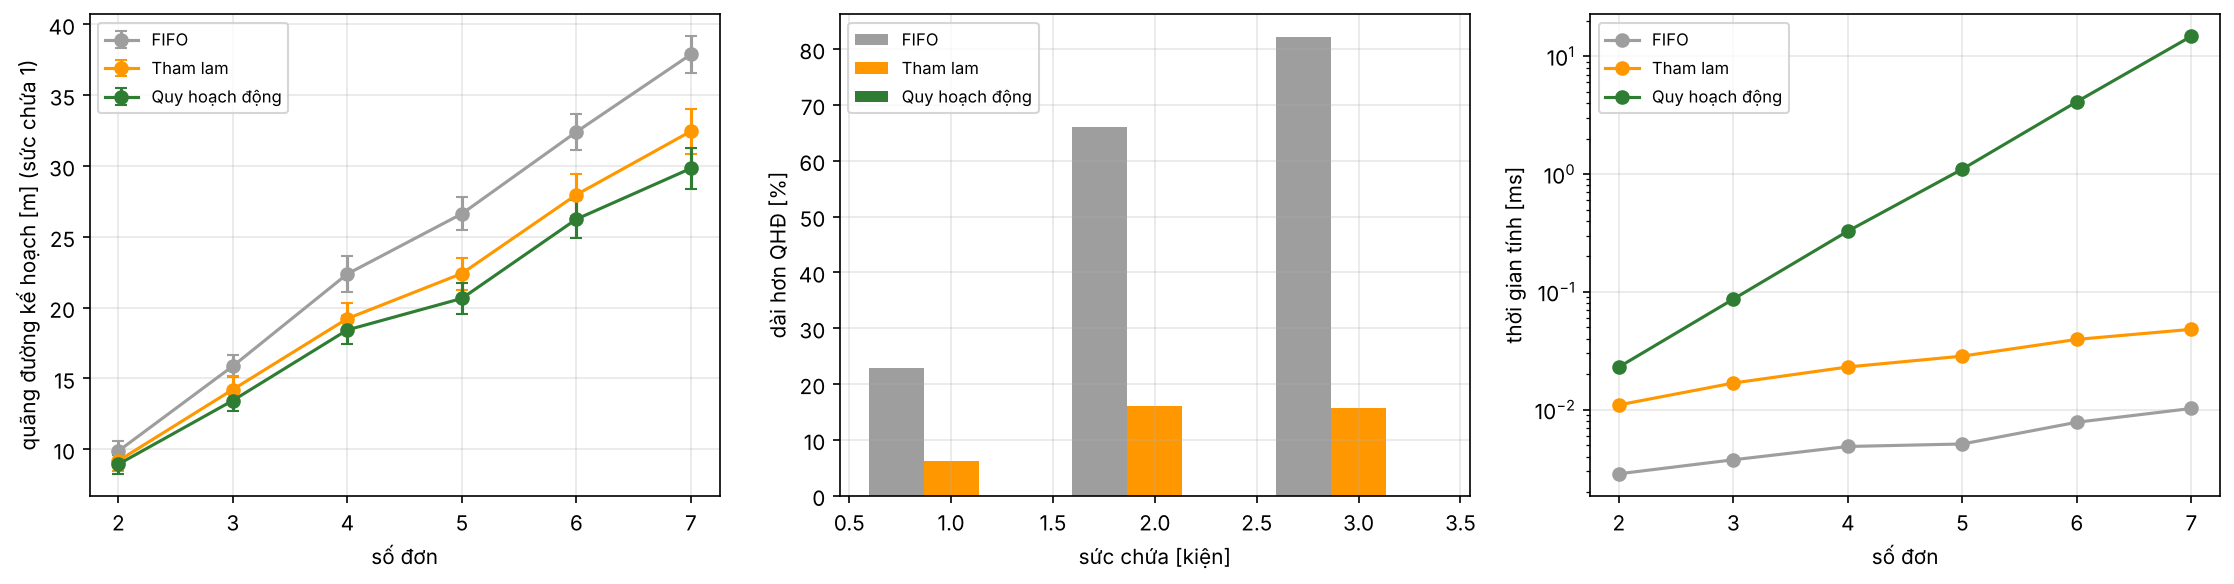 quãng đường kế hoạch [m] (sức chứa 1)
40
35
30
25
20
15
10
FIFO
Tham lam
Quy hoạch động
2 3 4 5 6 7
số đơn
dài hơn QHĐ [%]
80
70
60
50
40
30
20
10
0
FIFO
Tham lam
Quy hoạch động
0.5 1.0 1.5 2.0 2.5 3.0 3.5
sức chứa [kiện]
thời gian tính [ms]
10¹
10⁰
10⁻¹
10⁻²
FIFO
Tham lam
Quy hoạch động
2 3 4 5 6 7
số đơn